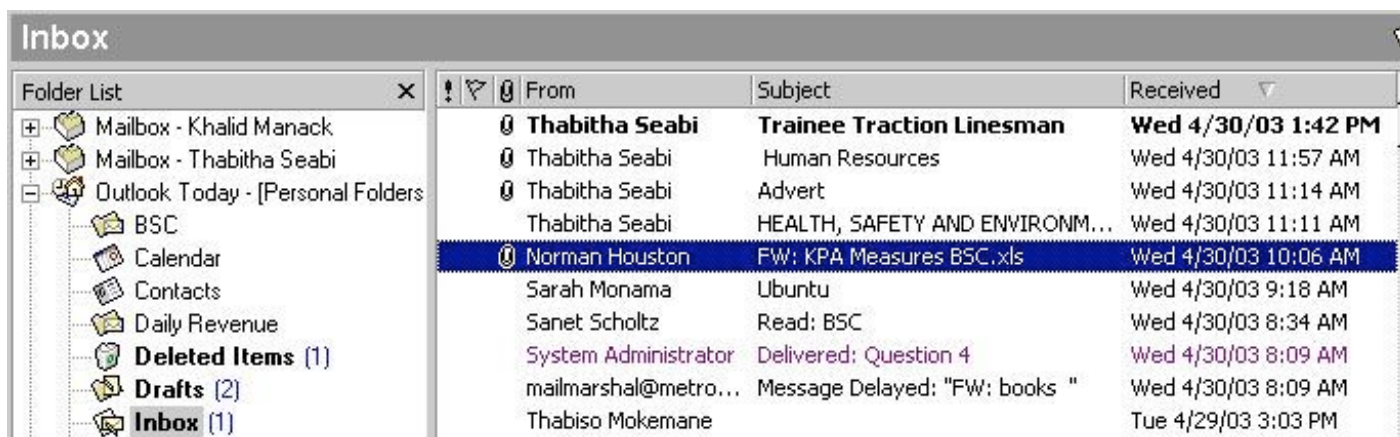 Inbox
Folder List
Mailbox - Khalid Manack
Mailbox - Thabitha Seabi
Outlook Today - [Personal Folders
BSC
Calendar
Contacts
Daily Revenue
Deleted Items (1)
Drafts (2)
Inbox (1)
! From Subject Received
Thabitha Seabi Trainee Traction Linesman Wed 4/30/03 1:42 PM
Thabitha Seabi Human Resources Wed 4/30/03 11:57 AM
Thabitha Seabi Advert Wed 4/30/03 11:14 AM
Thabitha Seabi HEALTH, SAFETY AND ENVIRONM... Wed 4/30/03 11:11 AM
Norman Houston FW: KPA Measures BSC.xls Wed 4/30/03 10:06 AM
Sarah Monama Ubuntu Wed 4/30/03 9:18 AM
Sanet Scholtz Read: BSC Wed 4/30/03 8:34 AM
System Administrator Delivered: Question 4 Wed 4/30/03 8:09 AM
mailmarshal@metro... Message Delayed: "FW: books " Wed 4/30/03 8:09 AM
Thabiso Mokemane Tue 4/29/03 3:03 PM